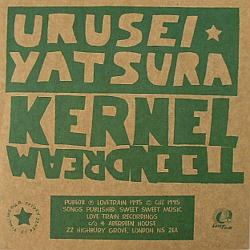 URUSEI
YATSURA
KERNEL
TEENDREAM
PUBE02 ℗ LOVETRAIN 1995 © CUT 1995
SONGS PUBLISHED SWEET SWEET MUSIC
LOVE TRAIN RECORDINGS
c/o 4 ABERDEEN HOUSE
22 HIGHBURY GROVE, LONDON N5 2EA